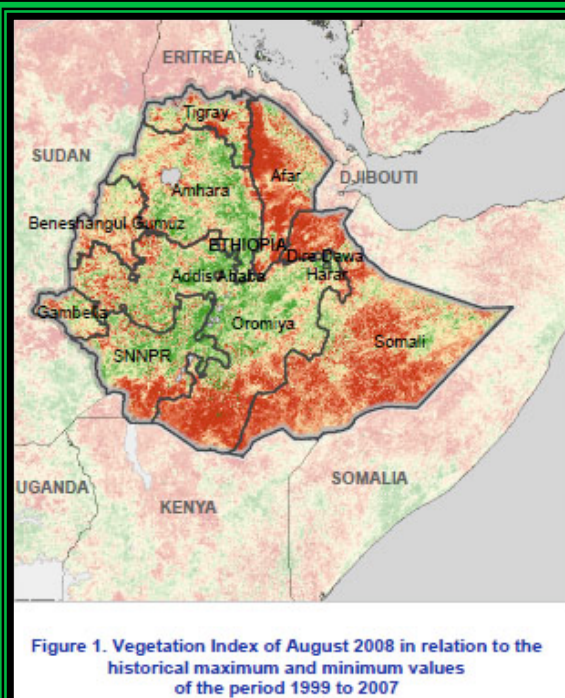 ERITREA
Tigray
SUDAN
Afar
DJIBOUTI
Amhara
Beneshangul Gumuz
ETHIOPIA
Dire Dawa
Addis Ababa
Harar
Gambella
Oromiya
Somali
SNNPR
SOMALIA
UGANDA
KENYA
Figure 1. Vegetation Index of August 2008 in relation to the
historical maximum and minimum values
of the period 1999 to 2007